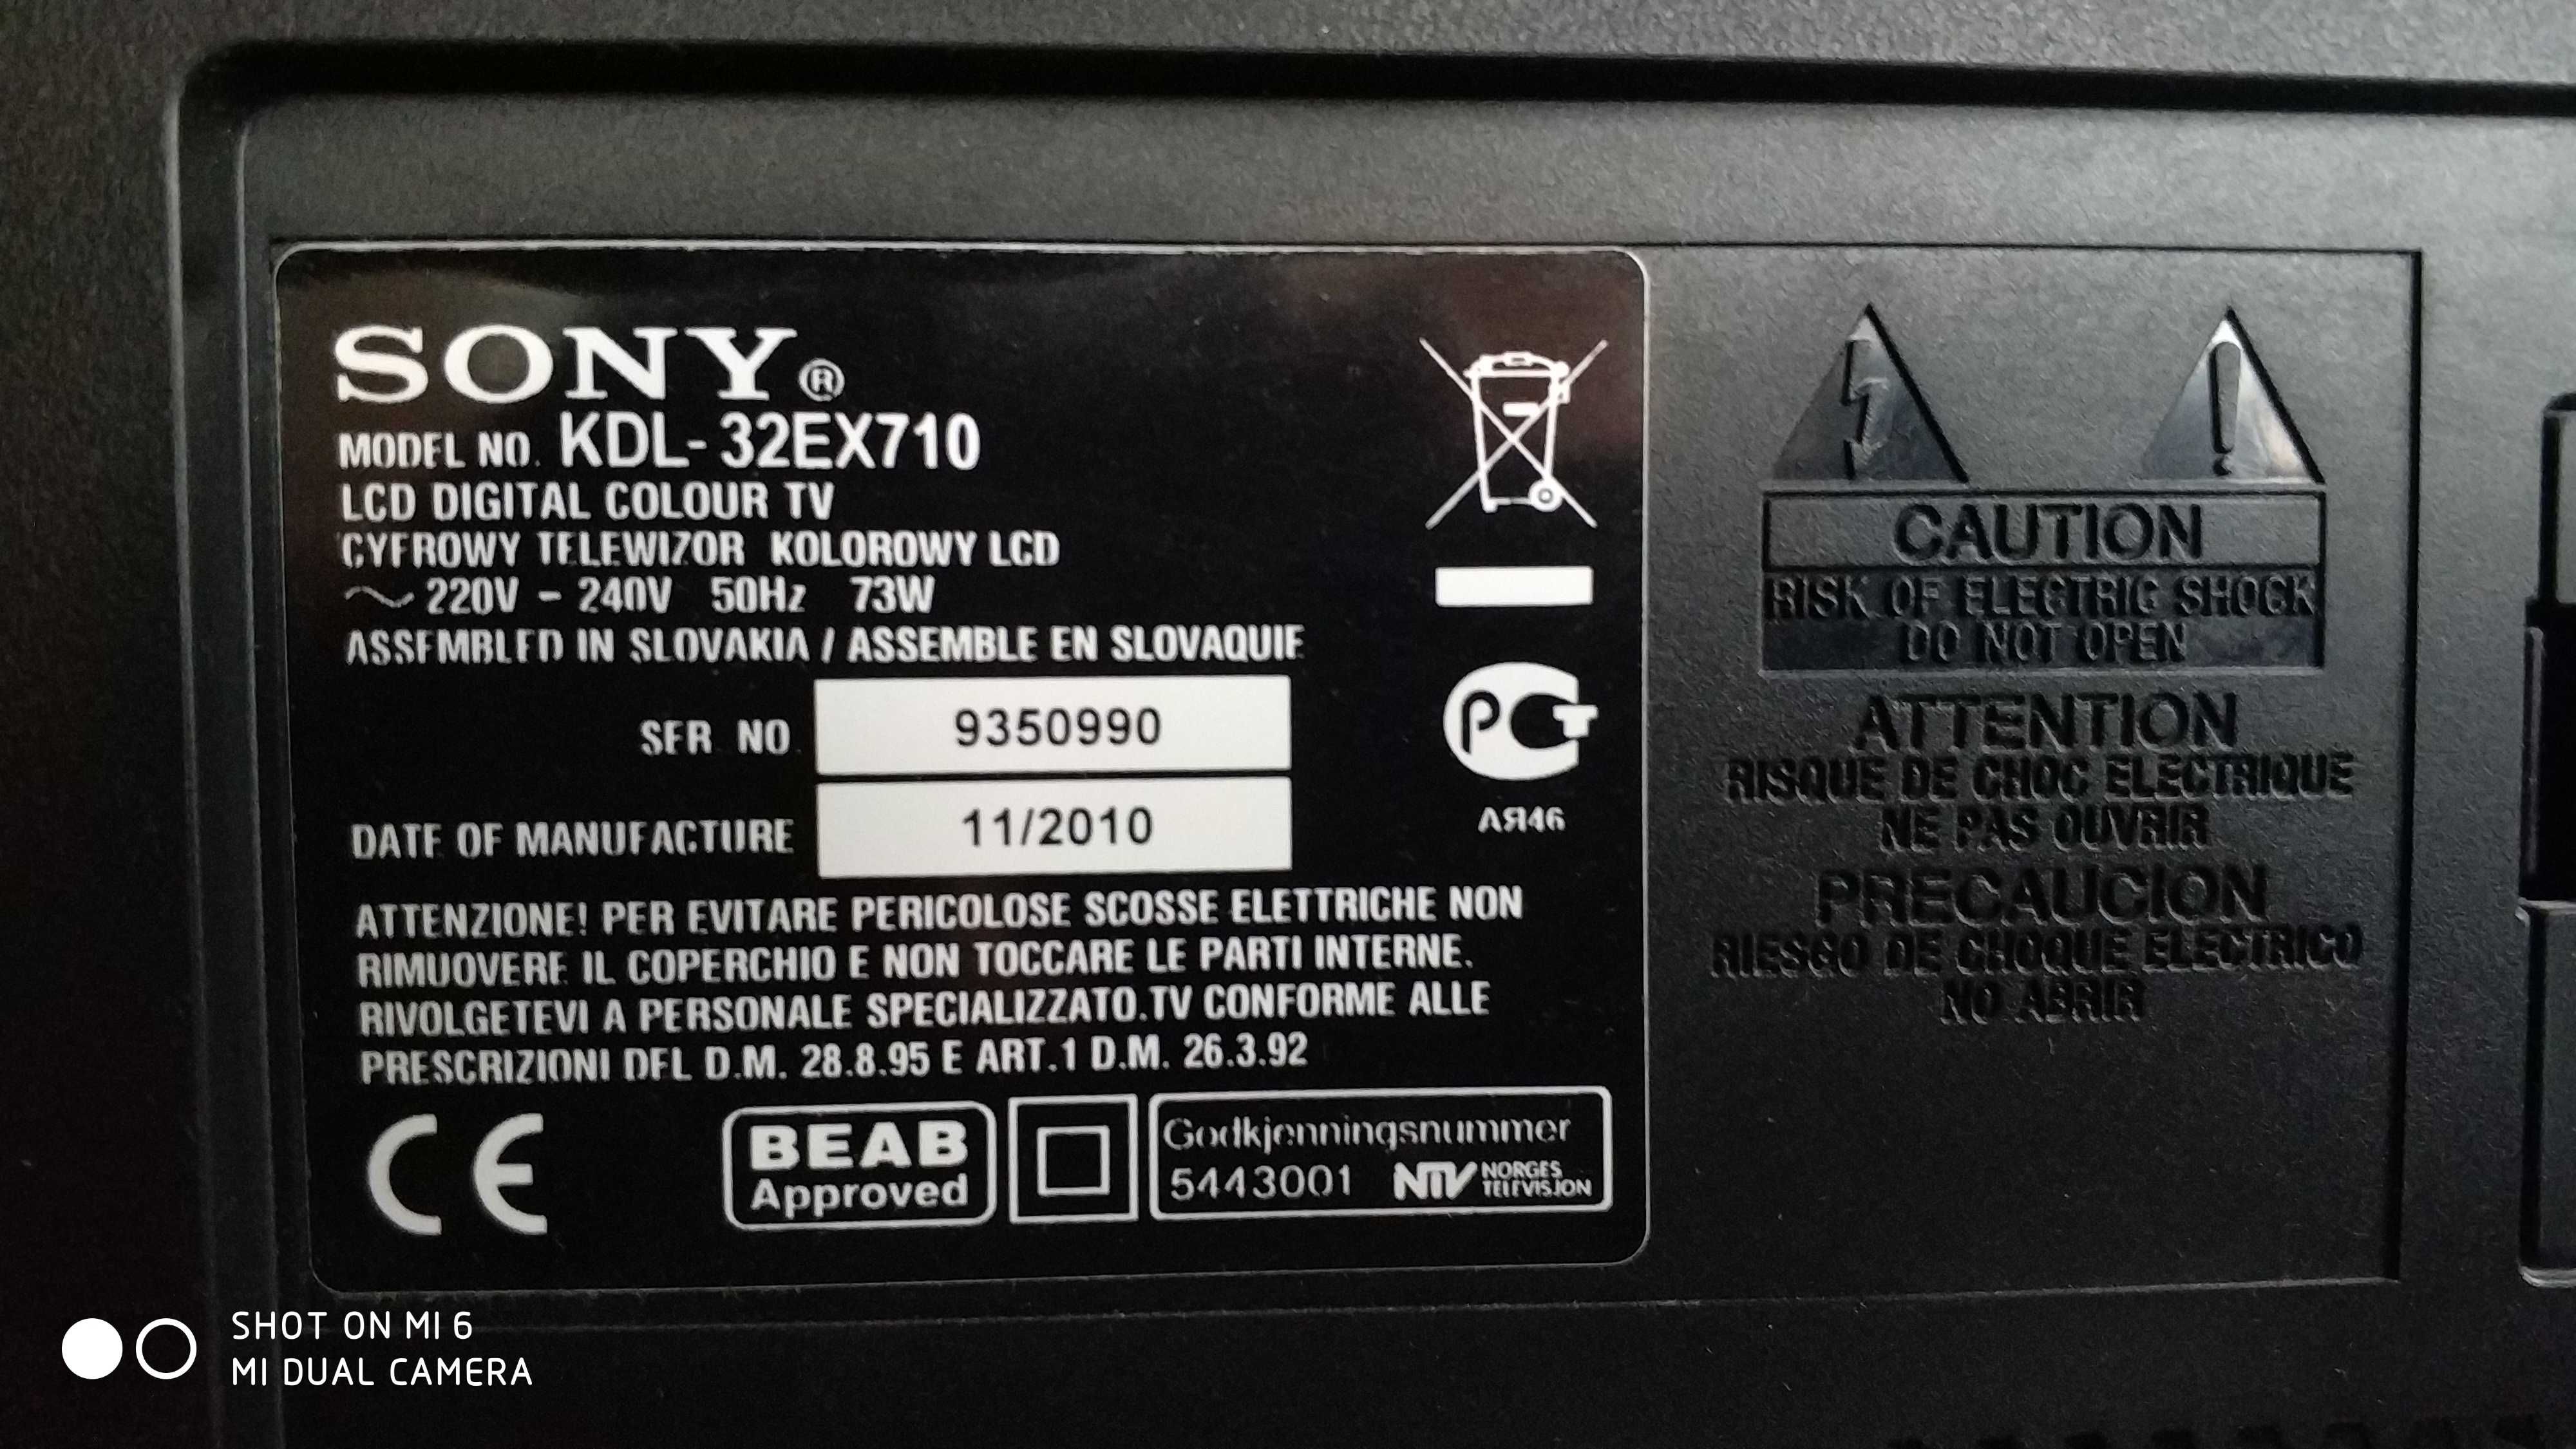 SONY®
MODEL NO. KDL-32EX710
LCD DIGITAL COLOUR TV
CYFROWY TELEWIZOR KOLOROWY LCD
~ 220V - 240V 50Hz 73W
ASSEMBLED IN SLOVAKIA / ASSEMBLE EN SLOVAQUIE
SER NO 9350990
DATE OF MANUFACTURE 11/2010
ATTENZIONE! PER EVITARE PERICOLOSE SCOSSE ELETTRICHE NON
RIMUOVERE IL COPERCHIO E NON TOCCARE LE PARTI INTERNE.
RIVOLGETEVI A PERSONALE SPECIALIZZATO.TV CONFORME ALLE
PRESCRIZIONI DEL D.M. 28.8.95 E ART.1 D.M. 26.3.92
CE
BEAB
Approved
Godkjenningsnummer
5443001 NTV NORGES
TELEVISJON
РСТ
АЯ46
CAUTION
RISK OF ELECTRIC SHOCK
DO NOT OPEN
ATTENTION
RISQUE DE CHOC ELECTRIQUE
NE PAS OUVRIR
PRECAUCION
RIESGO DE CHOQUE ELECTRICO
NO ABRIR
SHOT ON MI 6
MI DUAL CAMERA